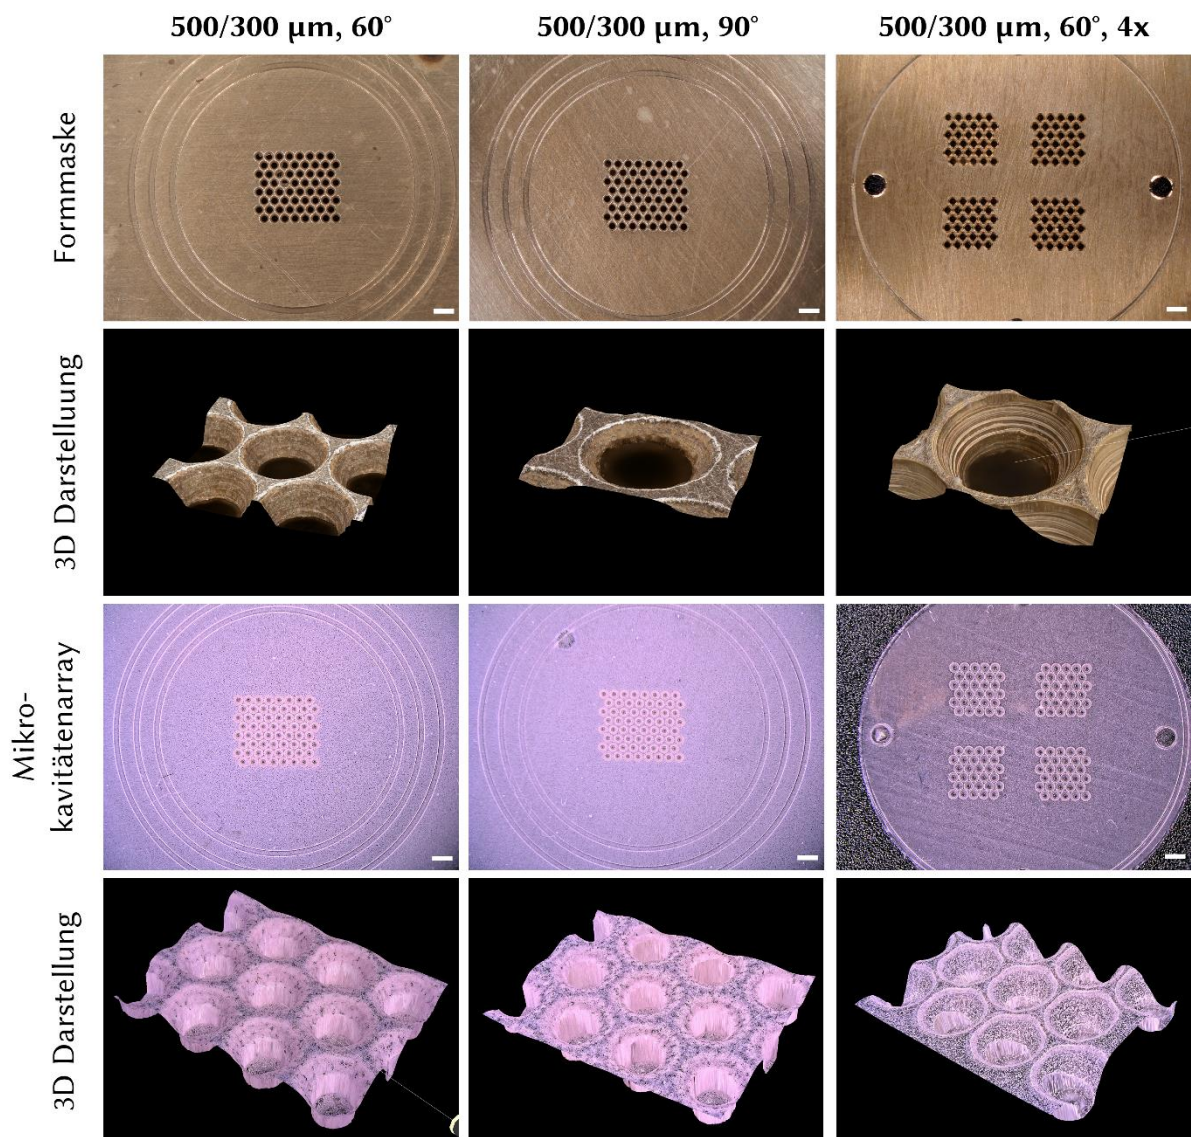 500/300 µm, 60°
500/300 µm, 90°
500/300 µm, 60°, 4x
Formmaske
3D Darstelluung
Mikro-
kavitätenarray
3D Darstellung